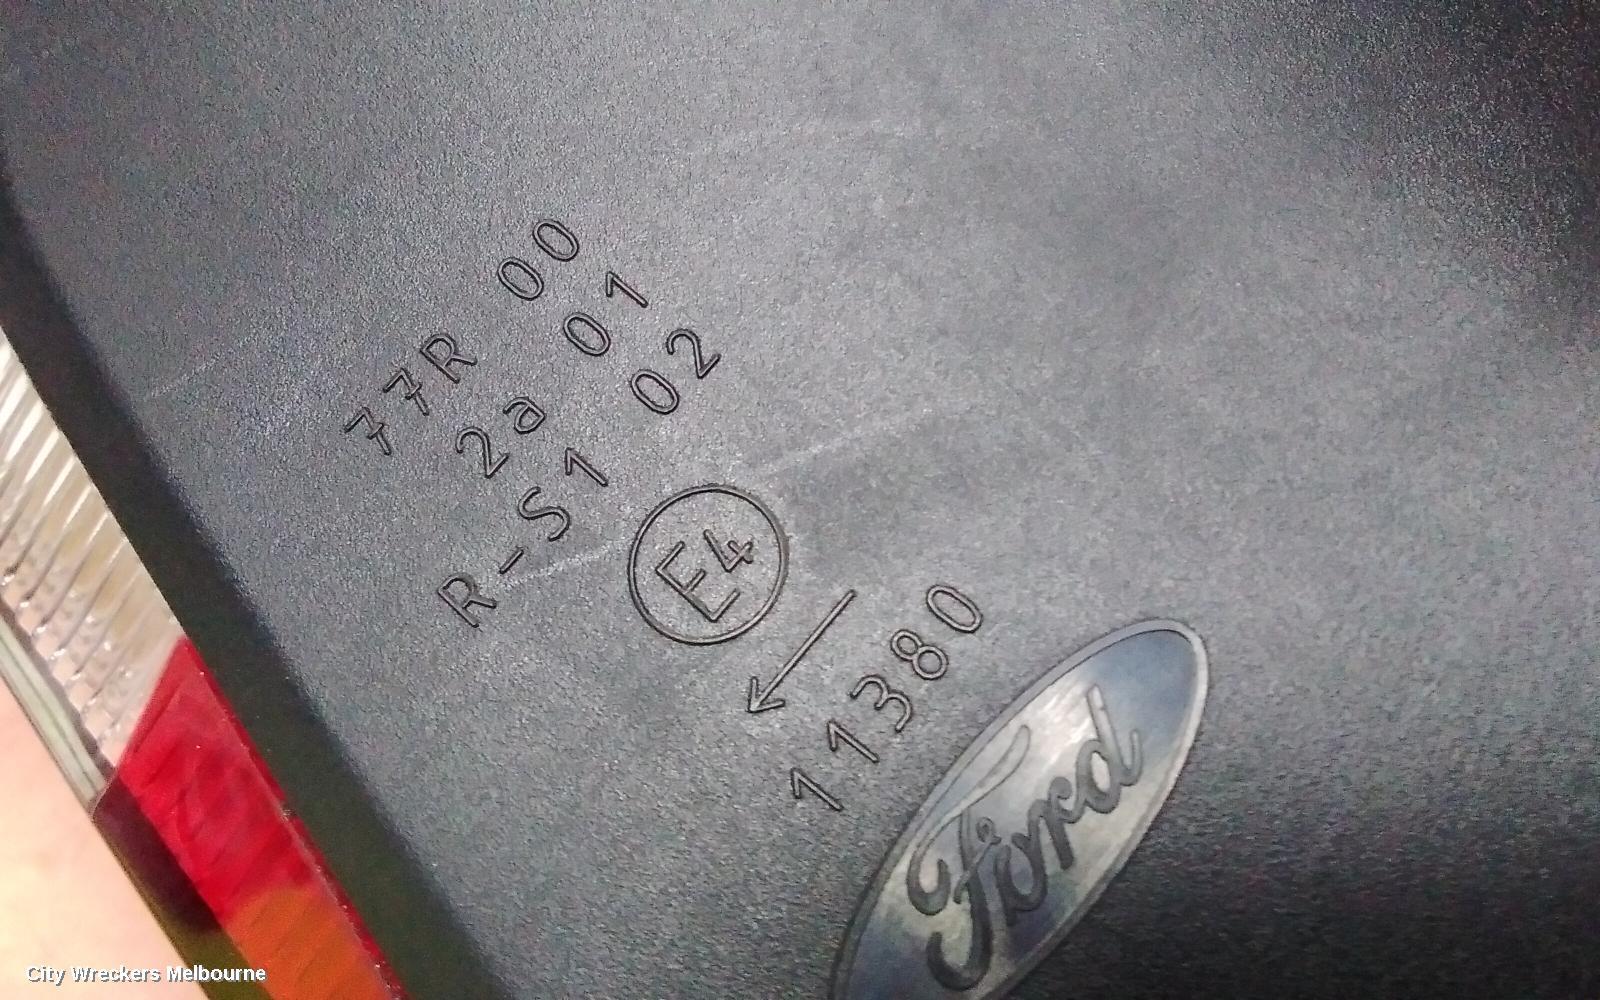 77R 00
2a 01
R-S1 02
E4
11380
Ford
City Wreckers Melbourne